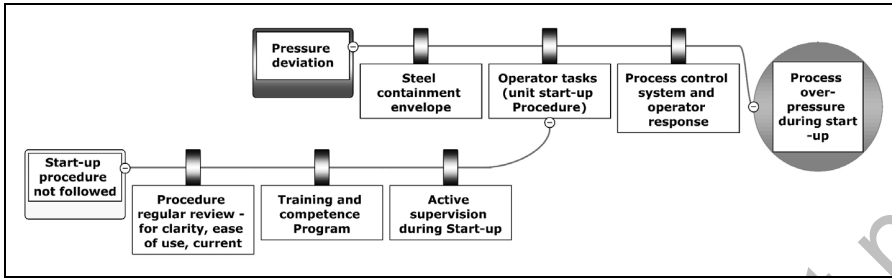 Pressure
deviation
Steel
containment
envelope
Operator tasks
(unit start-up
Procedure)
Process control
system and
operator
response
Process
over-
pressure
during start
-up
Start-up
procedure
not followed
Procedure
regular review -
for clarity, ease
of use, current
Training and
competence
Program
Active
supervision
during Start-up